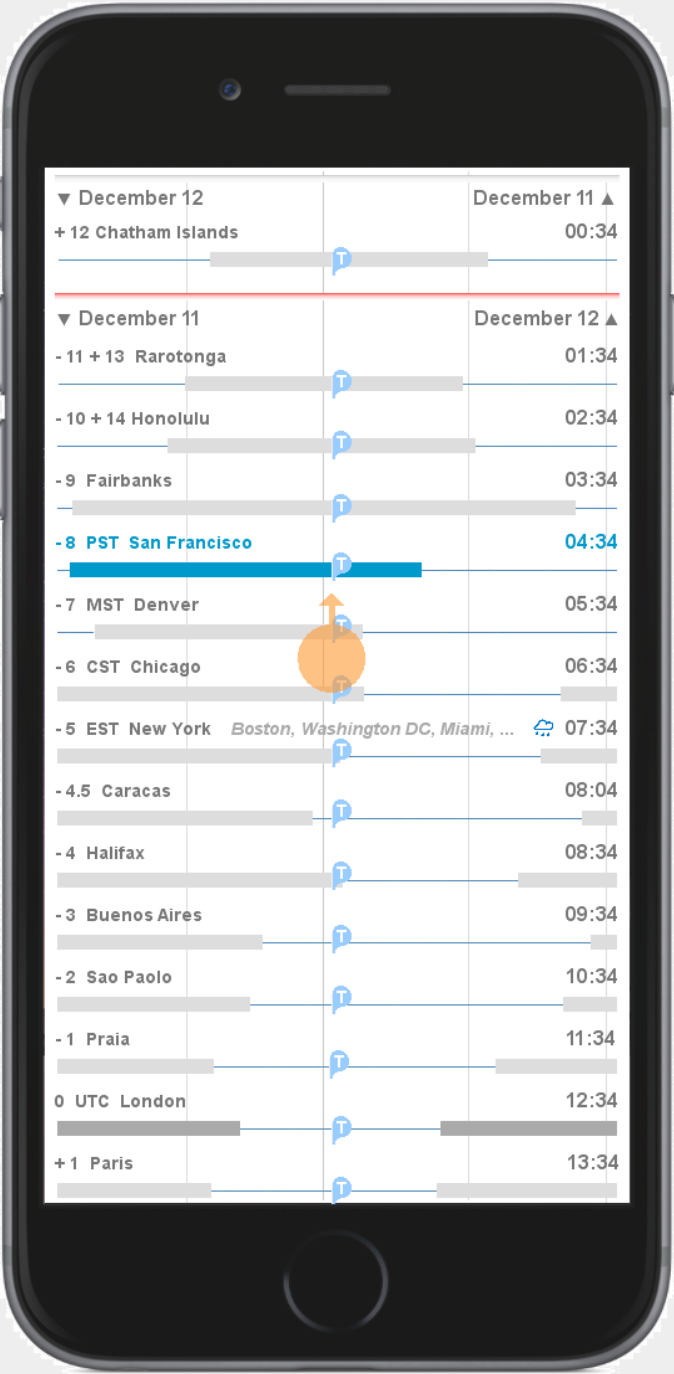 ▼ December 12 December 11 ▲
+ 12 Chatham Islands 00:34
T
▼ December 11 December 12 ▲
- 11 + 13 Rarotonga 01:34
T
- 10 + 14 Honolulu 02:34
T
- 9 Fairbanks 03:34
T
- 8 PST San Francisco 04:34
T
- 7 MST Denver 05:34
T
- 6 CST Chicago 06:34
T
- 5 EST New York Boston, Washington DC, Miami, ... 07:34
T
- 4.5 Caracas 08:04
T
- 4 Halifax 08:34
T
- 3 Buenos Aires 09:34
T
- 2 Sao Paolo 10:34
T
- 1 Praia 11:34
T
0 UTC London 12:34
T
+ 1 Paris 13:34
T